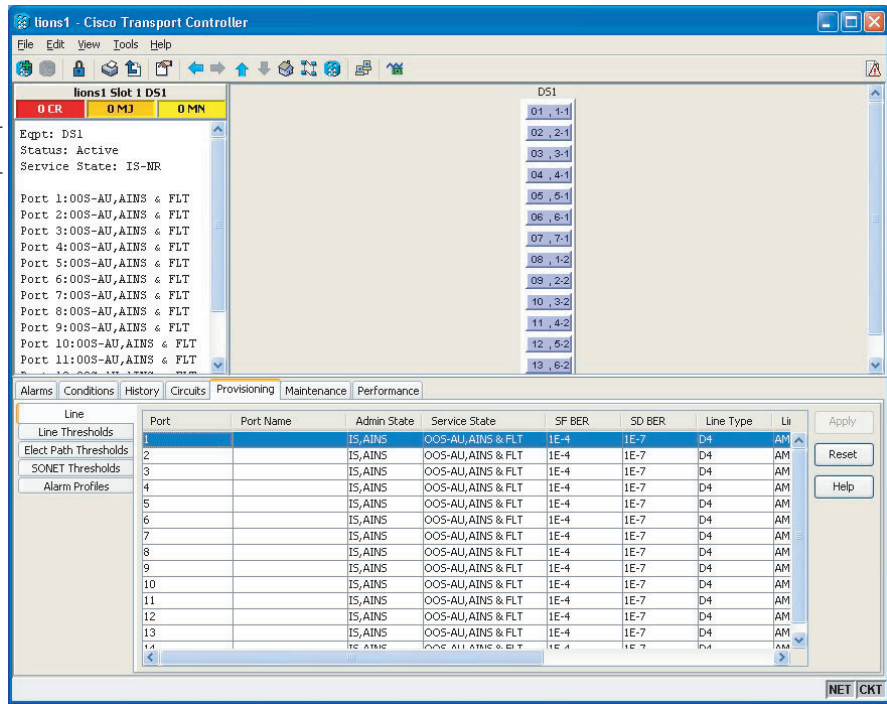 lions1 - Cisco Transport Controller
File Edit View Tools Help
lions1 Slot 1 DS1
0 CR 0 MJ 0 MN
Eqpt: DS1
Status: Active
Service State: IS-NR
Port 1:OOS-AU,AINS & FLT
Port 2:OOS-AU,AINS & FLT
Port 3:OOS-AU,AINS & FLT
Port 4:OOS-AU,AINS & FLT
Port 5:OOS-AU,AINS & FLT
Port 6:OOS-AU,AINS & FLT
Port 7:OOS-AU,AINS & FLT
Port 8:OOS-AU,AINS & FLT
Port 9:OOS-AU,AINS & FLT
Port 10:OOS-AU,AINS & FLT
Port 11:OOS-AU,AINS & FLT
DS1
01 , 1-1
02 , 2-1
03 , 3-1
04 , 4-1
05 , 5-1
06 , 6-1
07 , 7-1
08 , 1-2
09 , 2-2
10 , 3-2
11 , 4-2
12 , 5-2
13 , 6-2
Alarms Conditions History Circuits Provisioning Maintenance Performance
Line
Line Thresholds
Elect Path Thresholds
SONET Thresholds
Alarm Profiles
Port Port Name Admin State Service State SF BER SD BER Line Type Li
1 IS,AINS OOS-AU,AINS & FLT 1E-4 1E-7 D4 AM
2 IS,AINS OOS-AU,AINS & FLT 1E-4 1E-7 D4 AM
3 IS,AINS OOS-AU,AINS & FLT 1E-4 1E-7 D4 AM
4 IS,AINS OOS-AU,AINS & FLT 1E-4 1E-7 D4 AM
5 IS,AINS OOS-AU,AINS & FLT 1E-4 1E-7 D4 AM
6 IS,AINS OOS-AU,AINS & FLT 1E-4 1E-7 D4 AM
7 IS,AINS OOS-AU,AINS & FLT 1E-4 1E-7 D4 AM
8 IS,AINS OOS-AU,AINS & FLT 1E-4 1E-7 D4 AM
9 IS,AINS OOS-AU,AINS & FLT 1E-4 1E-7 D4 AM
10 IS,AINS OOS-AU,AINS & FLT 1E-4 1E-7 D4 AM
11 IS,AINS OOS-AU,AINS & FLT 1E-4 1E-7 D4 AM
12 IS,AINS OOS-AU,AINS & FLT 1E-4 1E-7 D4 AM
13 IS,AINS OOS-AU,AINS & FLT 1E-4 1E-7 D4 AM
Apply
Reset
Help
NET CKT